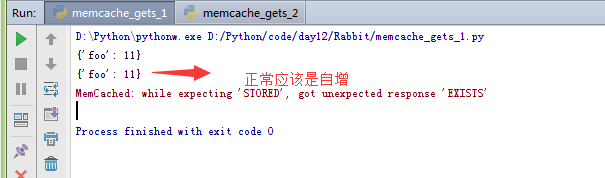 Run: memcache_gets_1 memcache_gets_2
D:\Python\pythonw.exe D:/Python/code/day12/Rabbit/memcache_gets_1.py
{'foo': 11}
{'foo': 11} 正常应该是自增
MemCached: while expecting 'STORED', got unexpected response 'EXISTS'
Process finished with exit code 0